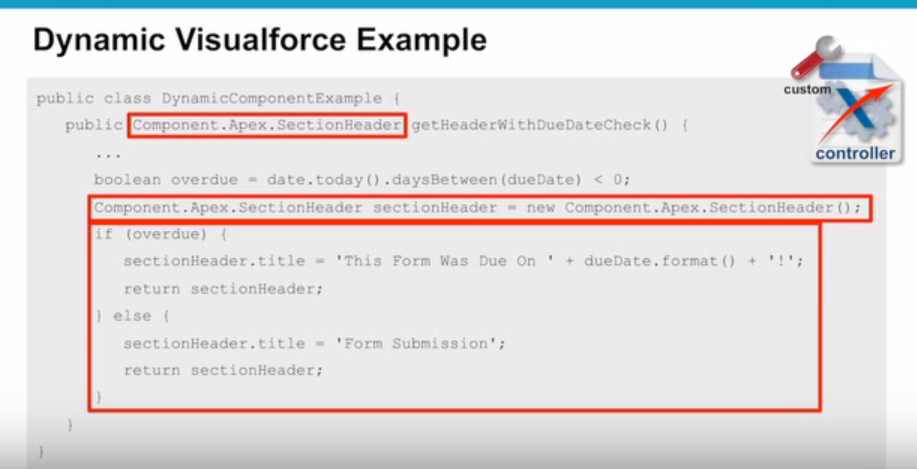 Dynamic Visualforce Example
custom
controller
public class DynamicComponentExample {
public Component.Apex.SectionHeader getHeaderWithDueDateCheck() {
...
boolean overdue = date.today().daysBetween(dueDate) < 0;
Component.Apex.SectionHeader sectionHeader = new Component.Apex.SectionHeader();
if (overdue) {
sectionHeader.title = 'This Form Was Due On ' + dueDate.format() + '!';
return sectionHeader;
} else {
sectionHeader.title = 'Form Submission';
return sectionHeader;
}
}
}